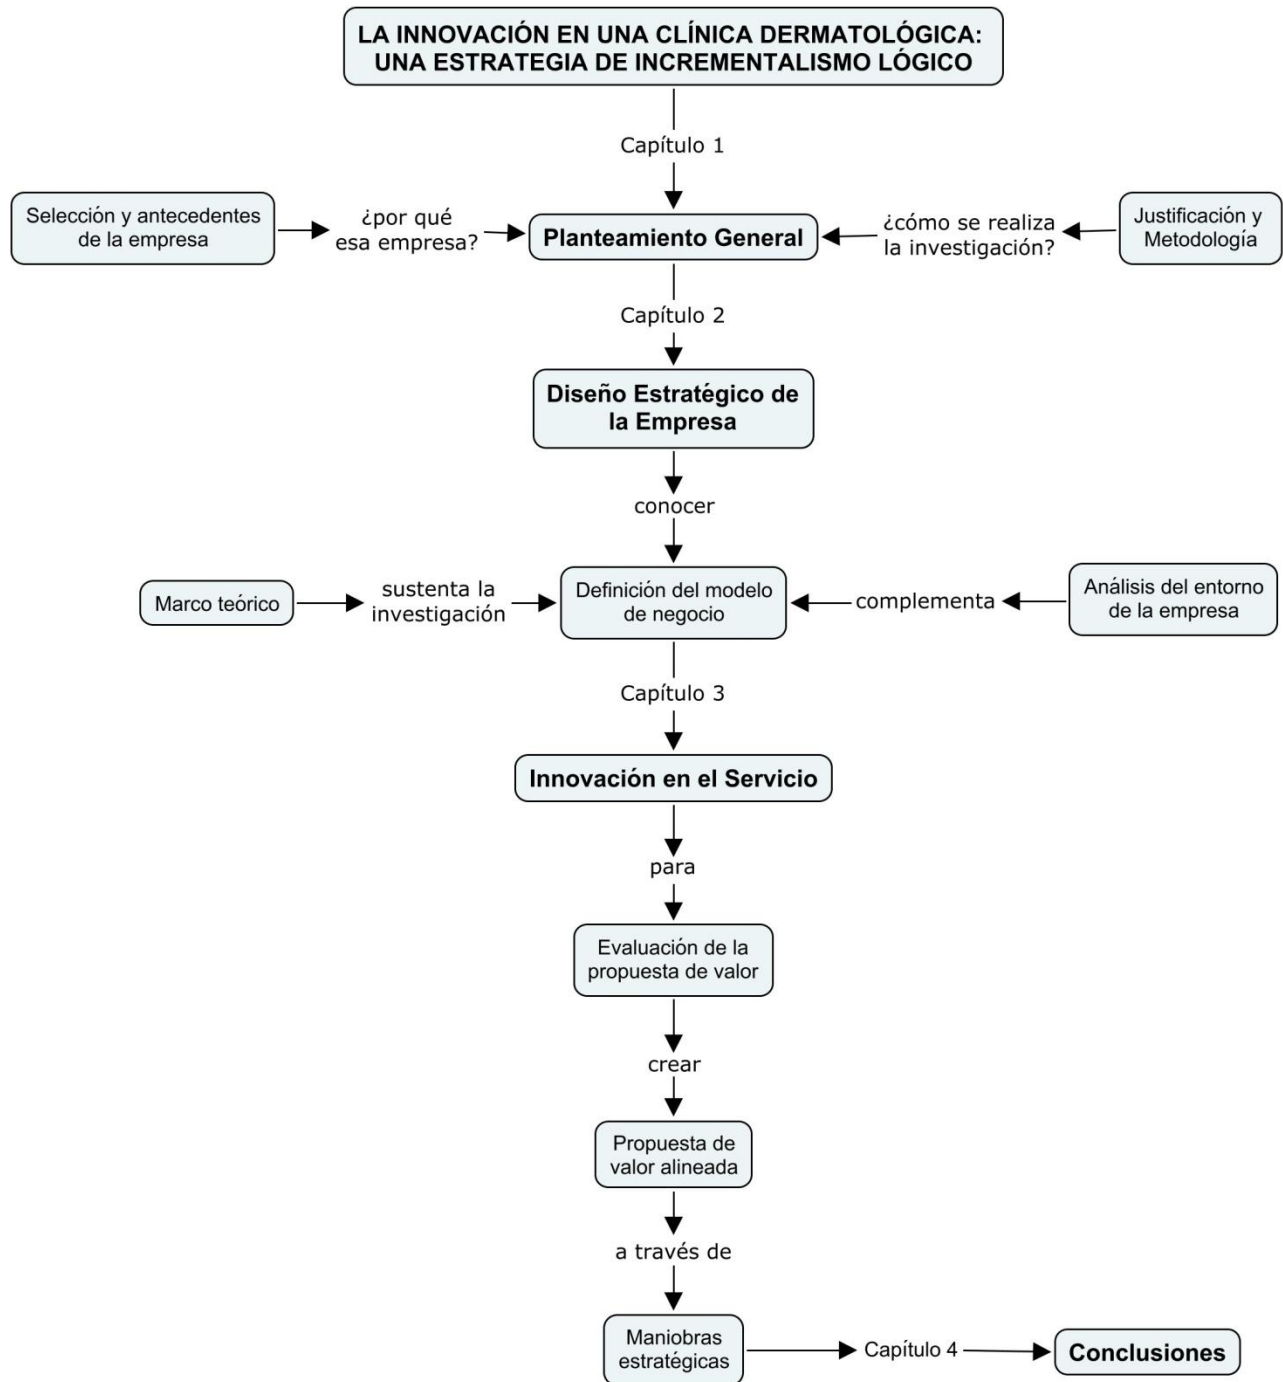 LA INNOVACIÓN EN UNA CLÍNICA DERMATOLÓGICA:
UNA ESTRATEGIA DE INCREMENTALISMO LÓGICO
Capítulo 1
Selección y antecedentes
de la empresa
¿por qué
esa empresa?
Planteamiento General
¿cómo se realiza
la investigación?
Justificación y
Metodología
Capítulo 2
Diseño Estratégico de
la Empresa
conocer
Marco teórico
sustenta la
investigación
Definición del modelo
de negocio
complementa
Análisis del entorno
de la empresa
Capítulo 3
Innovación en el Servicio
para
Evaluación de la
propuesta de valor
crear
Propuesta de
valor alineada
a través de
Maniobras
estratégicas
Capítulo 4
Conclusiones